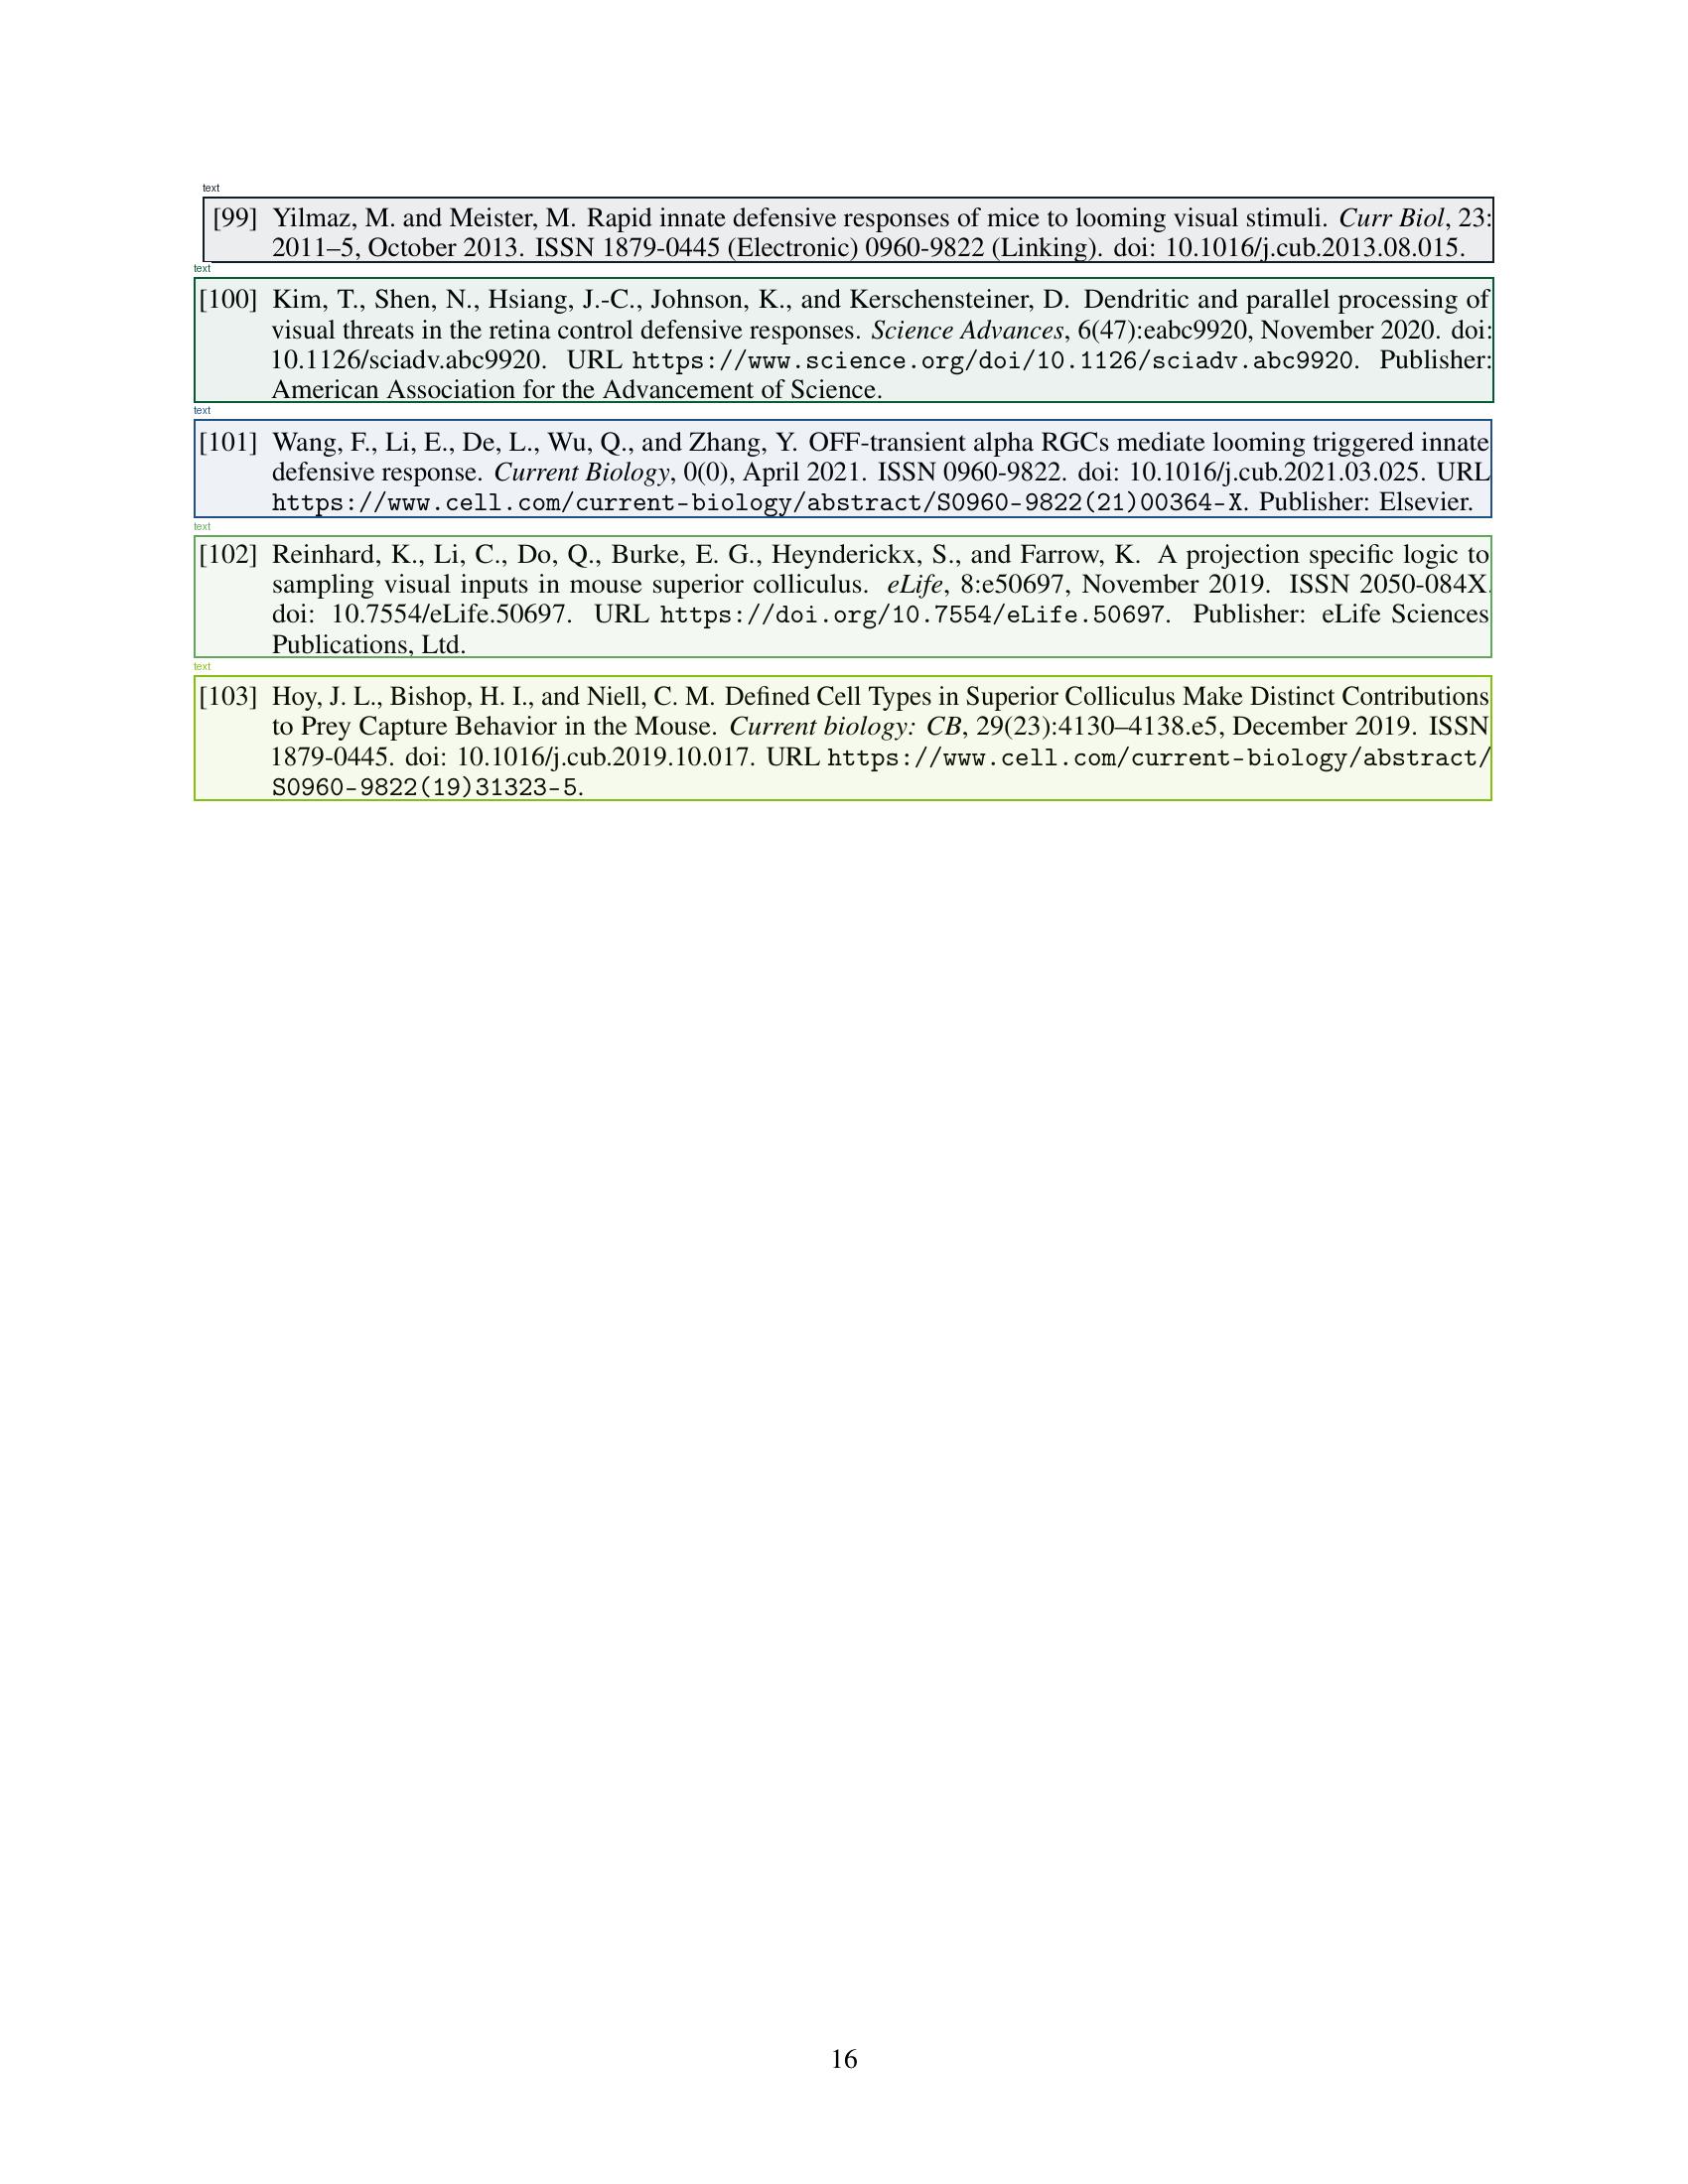 text
[99] Yilmaz, M. and Meister, M. Rapid innate defensive responses of mice to looming visual stimuli. Curr Biol, 23:
2011–5, October 2013. ISSN 1879-0445 (Electronic) 0960-9822 (Linking). doi: 10.1016/j.cub.2013.08.015.
text
[100] Kim, T., Shen, N., Hsiang, J.-C., Johnson, K., and Kerschensteiner, D. Dendritic and parallel processing of
visual threats in the retina control defensive responses. Science Advances, 6(47):eabc9920, November 2020. doi:
10.1126/sciadv.abc9920. URL https://www.science.org/doi/10.1126/sciadv.abc9920. Publisher:
American Association for the Advancement of Science.
text
[101] Wang, F., Li, E., De, L., Wu, Q., and Zhang, Y. OFF-transient alpha RGCs mediate looming triggered innate
defensive response. Current Biology, 0(0), April 2021. ISSN 0960-9822. doi: 10.1016/j.cub.2021.03.025. URL
https://www.cell.com/current-biology/abstract/S0960-9822(21)00364-X. Publisher: Elsevier.
text
[102] Reinhard, K., Li, C., Do, Q., Burke, E. G., Heynderickx, S., and Farrow, K. A projection specific logic to
sampling visual inputs in mouse superior colliculus. eLife, 8:e50697, November 2019. ISSN 2050-084X.
doi: 10.7554/eLife.50697. URL https://doi.org/10.7554/eLife.50697. Publisher: eLife Sciences
Publications, Ltd.
text
[103] Hoy, J. L., Bishop, H. I., and Niell, C. M. Defined Cell Types in Superior Colliculus Make Distinct Contributions
to Prey Capture Behavior in the Mouse. Current biology: CB, 29(23):4130–4138.e5, December 2019. ISSN
1879-0445. doi: 10.1016/j.cub.2019.10.017. URL https://www.cell.com/current-biology/abstract/
S0960-9822(19)31323-5.
16